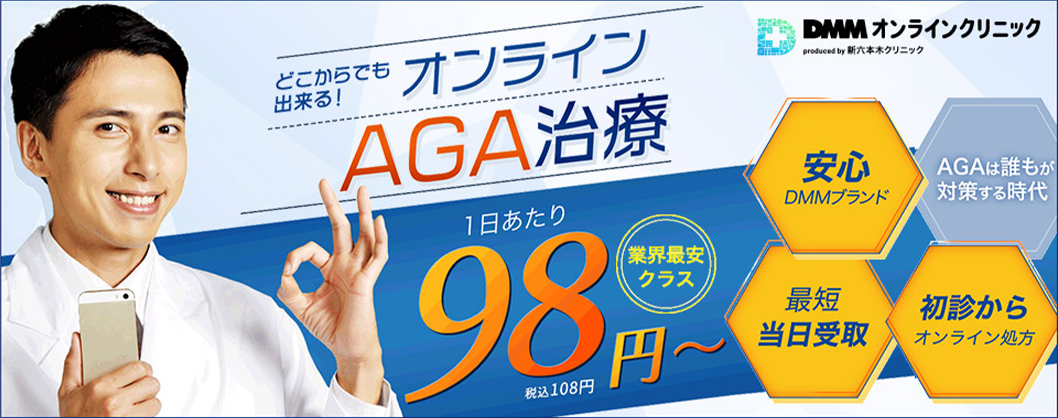 DMM オンラインクリニック
produced by 新六本木クリニック
どこからでも
出来る!
オンライン
AGA治療
1日あたり
98円～
税込108円
業界最安
クラス
安心
DMMブランド
AGAは誰もが
対策する時代
最短
当日受取
初診から
オンライン処方